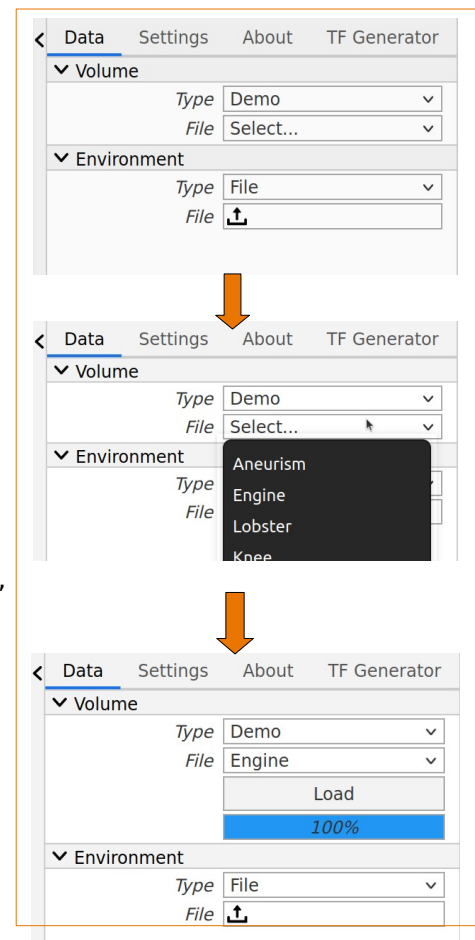 Data Settings About TF Generator
Volume
Type Demo
File Select...
Environment
Type File
File
Data Settings About TF Generator
Volume
Type Demo
File Select...
Environment
Aneurism
Type
Engine
File
Lobster
Knee
,
Data Settings About TF Generator
Volume
Type Demo
File Engine
Load
100%
Environment
Type File
File